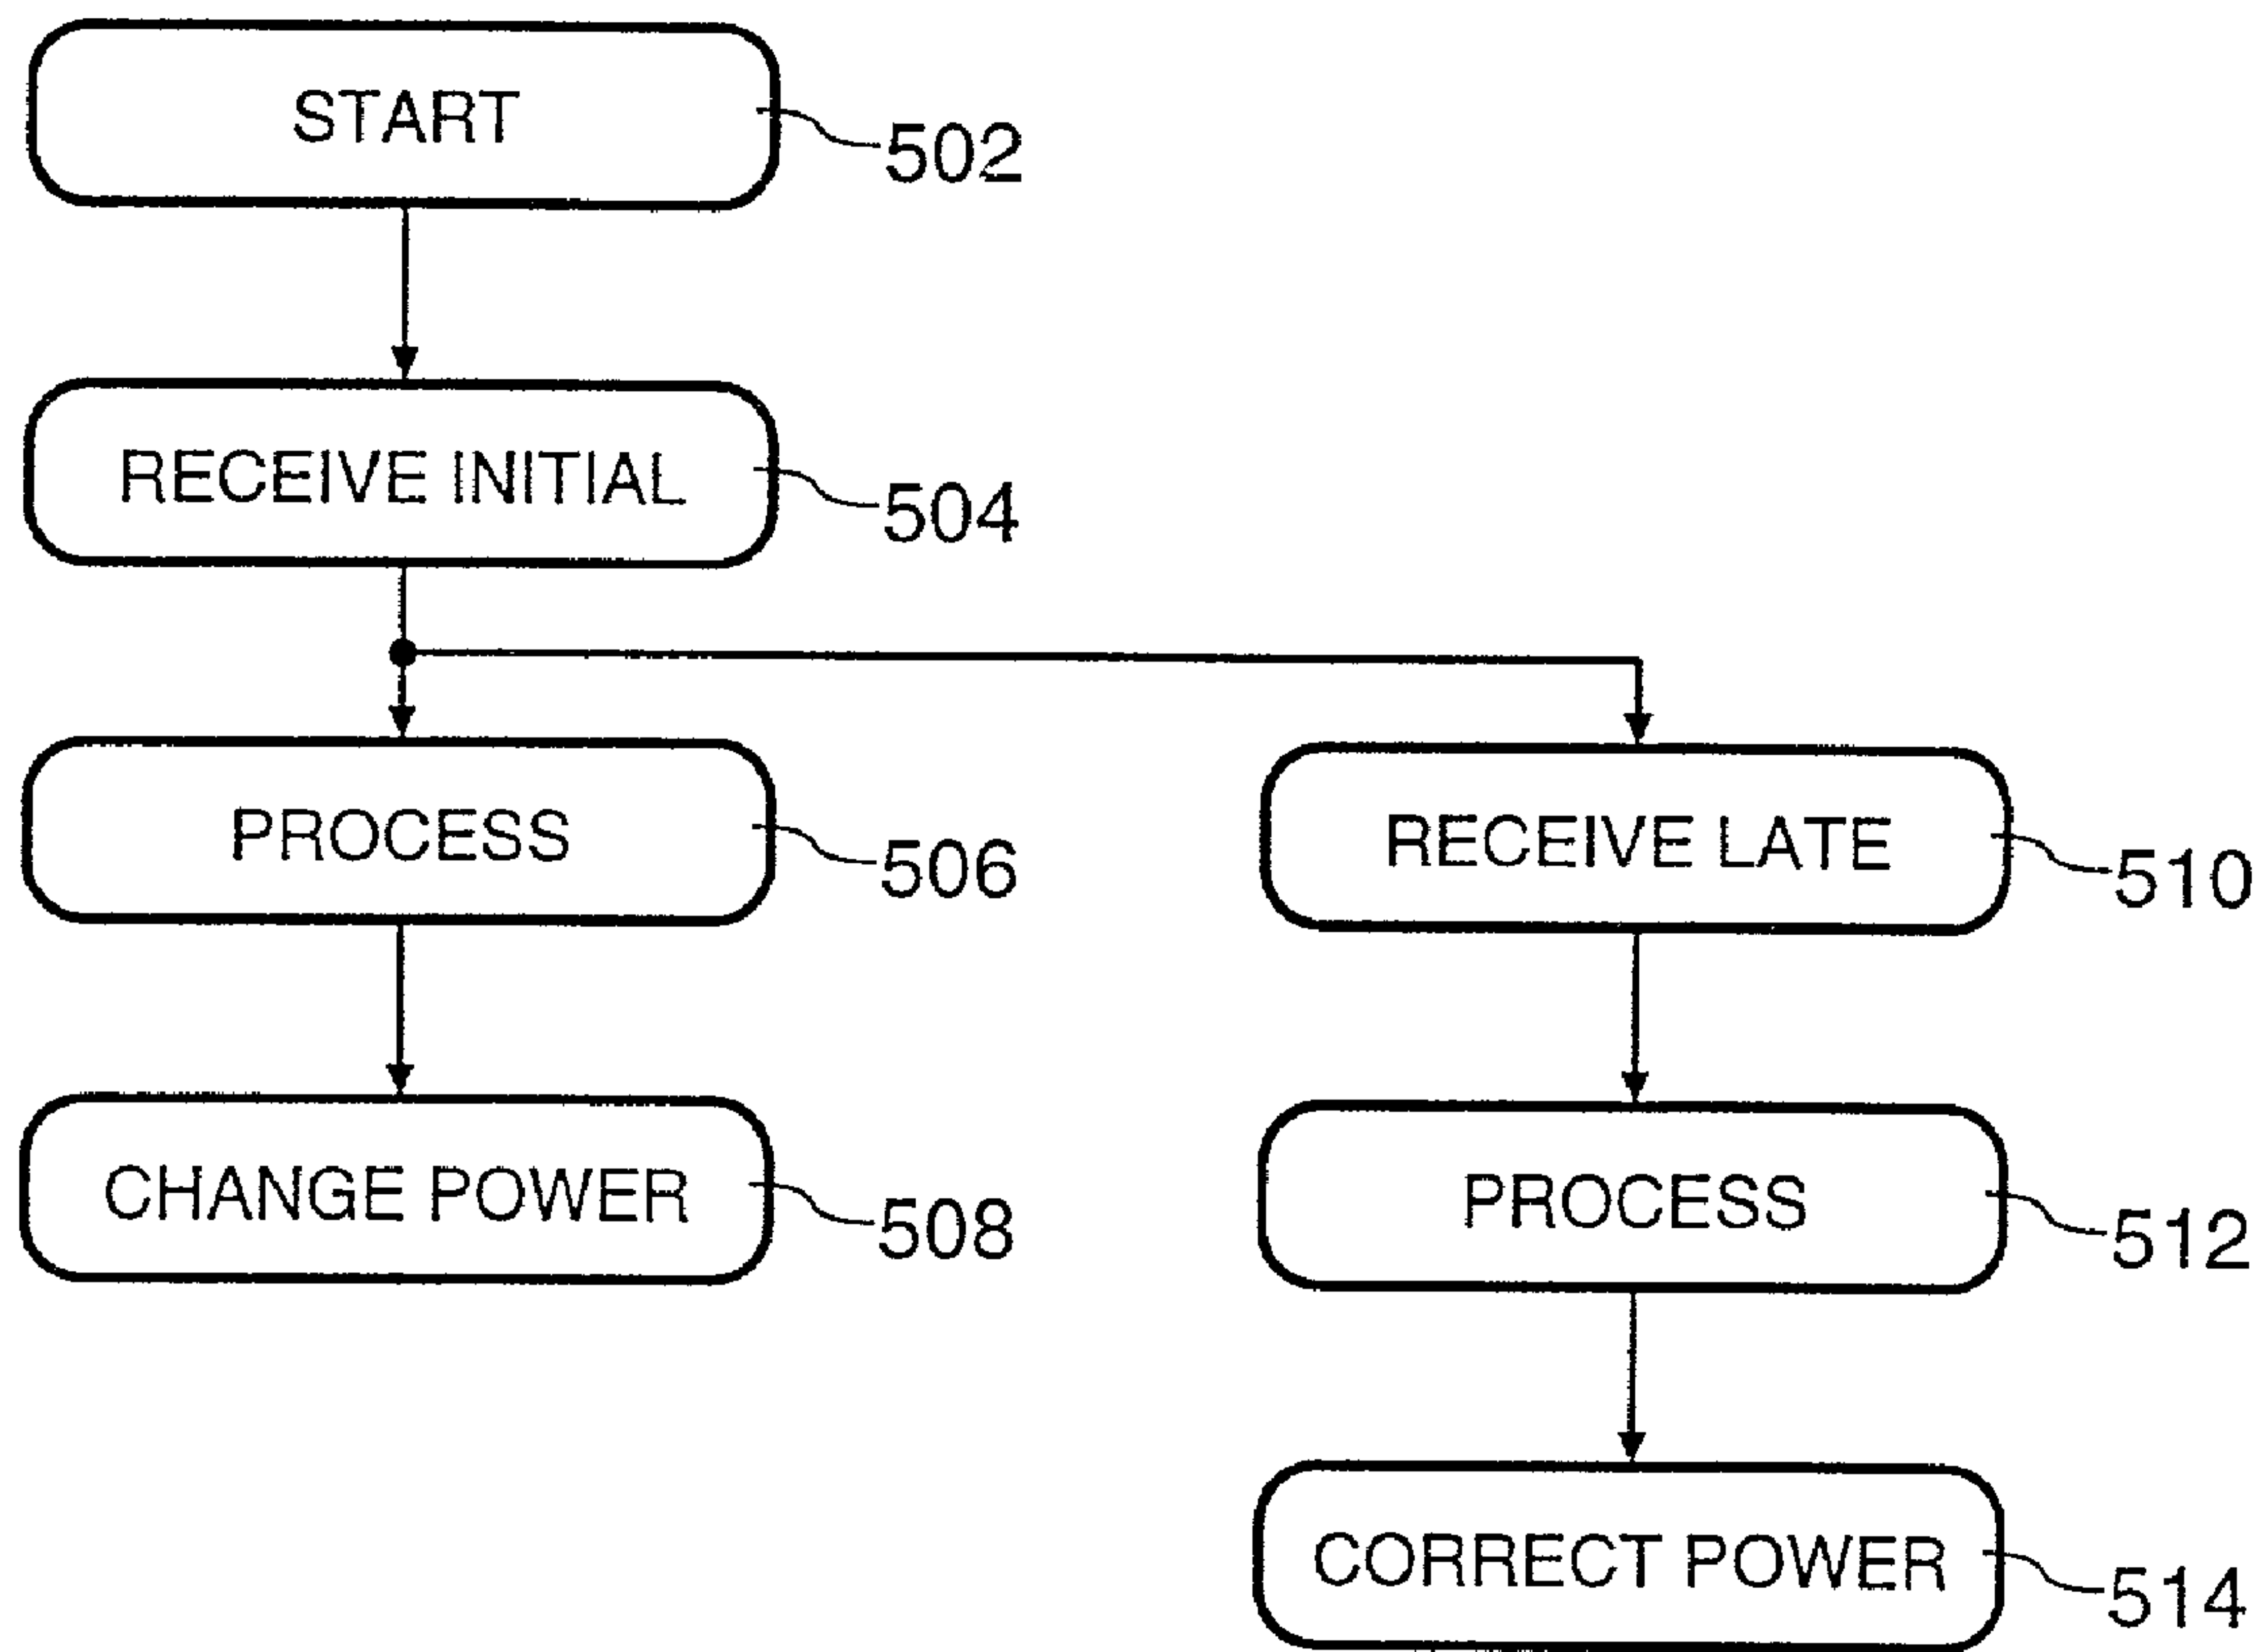 START
502
RECEIVE INITIAL
504
PROCESS
506
RECEIVE LATE
510
CHANGE POWER
508
PROCESS
512
CORRECT POWER
514